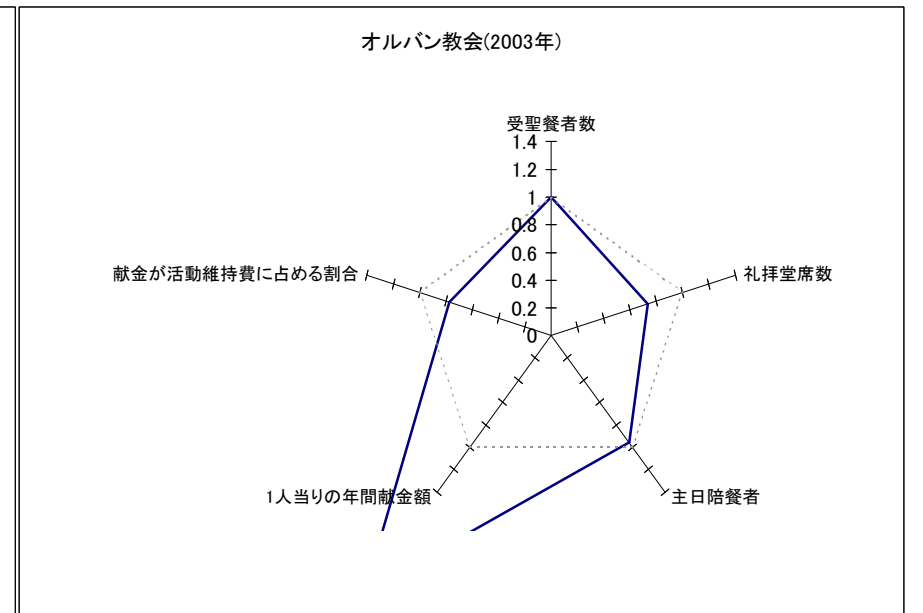 オルバン教会(2003年)
受聖餐者数
1.4
1.2
1
0.8
0.6
0.4
0.2
0
献金が活動維持費に占める割合
礼拝堂席数
1人当りの年間献金額
主日陪餐者